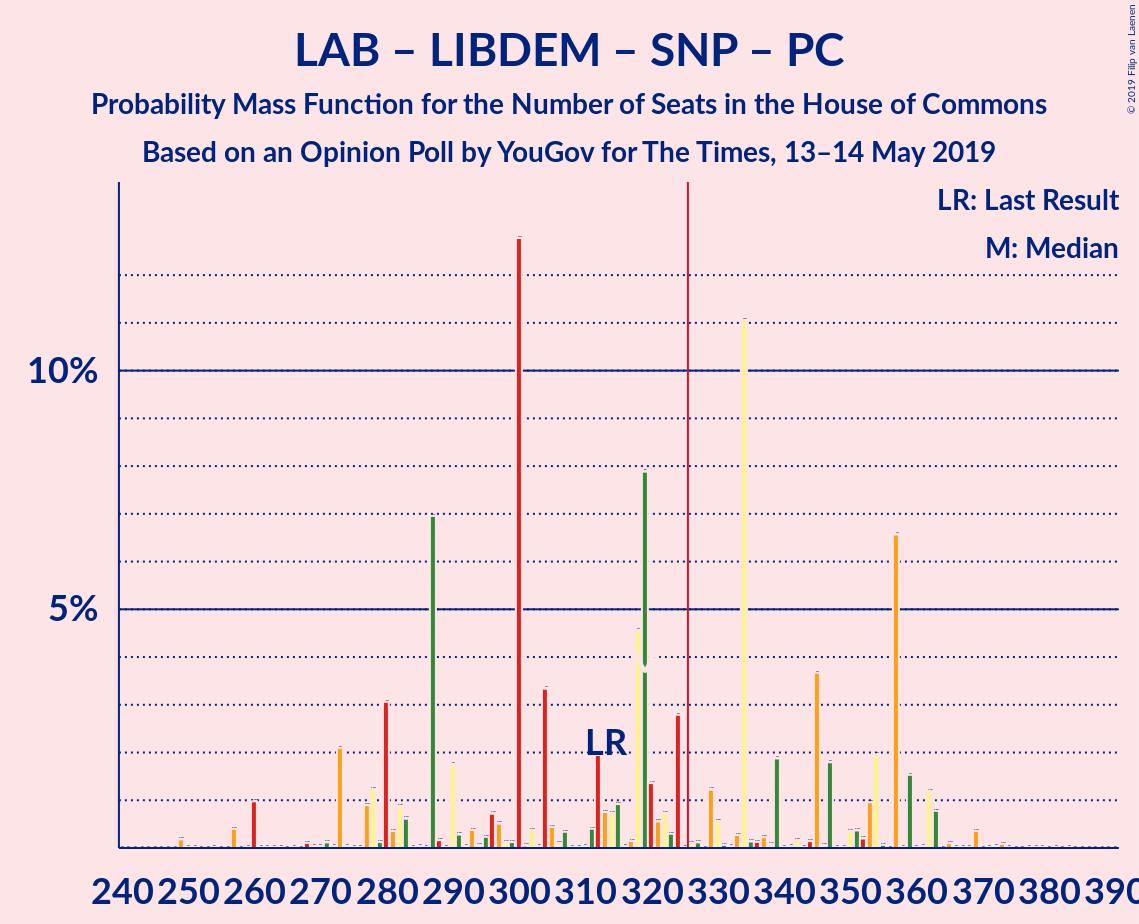 LAB – LIBDEM – SNP – PC
Probability Mass Function for the Number of Seats in the House of Commons
Based on an Opinion Poll by YouGov for The Times, 13–14 May 2019
© 2019 Filip van Laenen
LR: Last Result
M: Median
10%
5%
LR
240 250 260 270 280 290 300 310 320 330 340 350 360 370 380 390